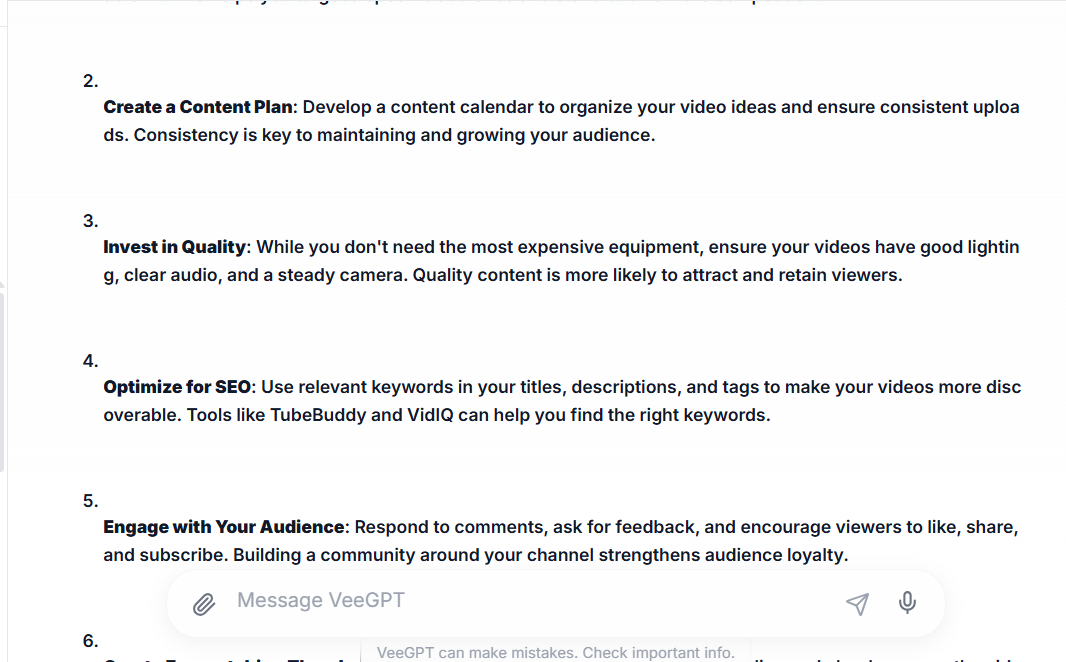 2.
Create a Content Plan: Develop a content calendar to organize your video ideas and ensure consistent uploa
ds. Consistency is key to maintaining and growing your audience.
3.
Invest in Quality: While you don't need the most expensive equipment, ensure your videos have good lightin
g, clear audio, and a steady camera. Quality content is more likely to attract and retain viewers.
4.
Optimize for SEO: Use relevant keywords in your titles, descriptions, and tags to make your videos more disc
overable. Tools like TubeBuddy and VidIQ can help you find the right keywords.
5.
Engage with Your Audience: Respond to comments, ask for feedback, and encourage viewers to like, share,
and subscribe. Building a community around your channel strengthens audience loyalty.
Message VeeGPT
6.
VeeGPT can make mistakes. Check important info.